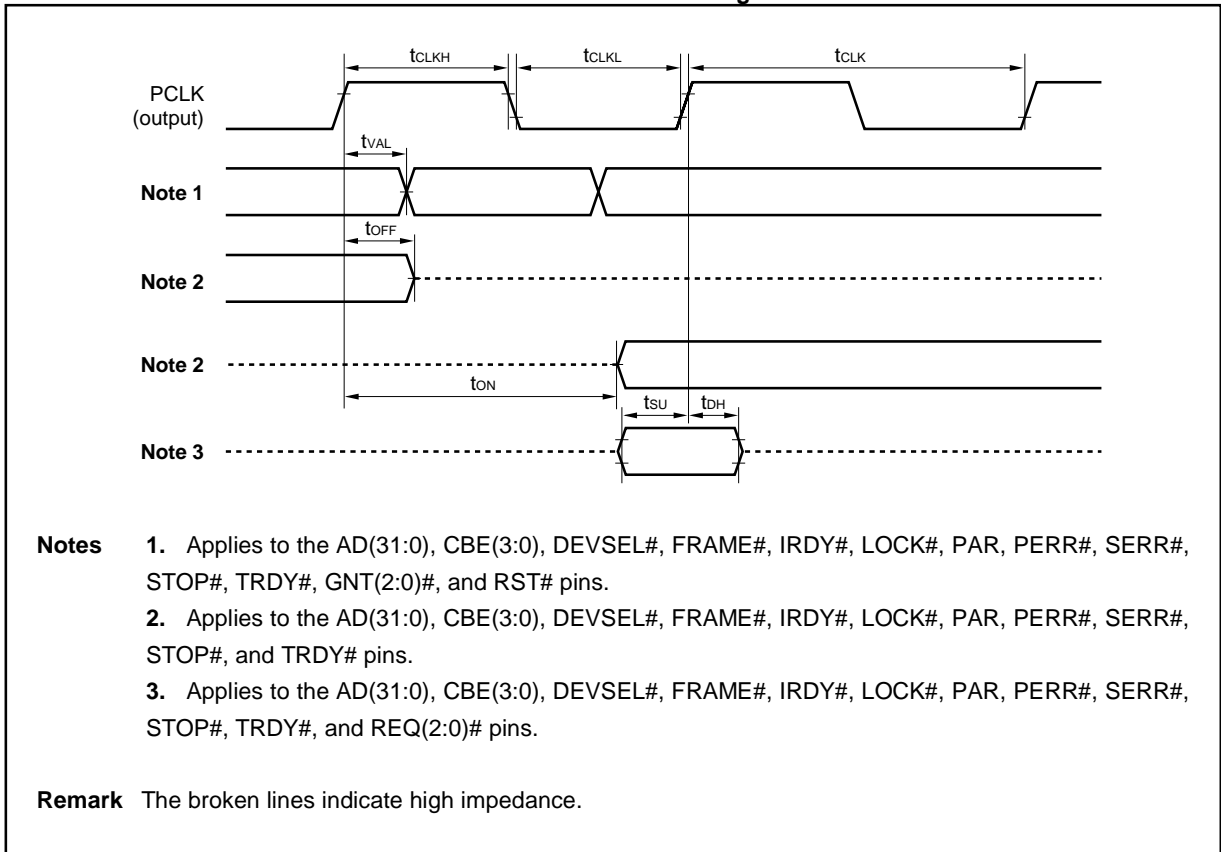 tCLKH
tCLKL
tCLK
PCLK
(output)
tVAL
Note 1
tOFF
Note 2
Note 2
tON
tSU
tDH
Note 3
Notes 1. Applies to the AD(31:0), CBE(3:0), DEVSEL#, FRAME#, IRDY#, LOCK#, PAR, PERR#, SERR#,
STOP#, TRDY#, GNT(2:0)#, and RST# pins.
2. Applies to the AD(31:0), CBE(3:0), DEVSEL#, FRAME#, IRDY#, LOCK#, PAR, PERR#, SERR#,
STOP#, and TRDY# pins.
3. Applies to the AD(31:0), CBE(3:0), DEVSEL#, FRAME#, IRDY#, LOCK#, PAR, PERR#, SERR#,
STOP#, TRDY#, and REQ(2:0)# pins.
Remark The broken lines indicate high impedance.